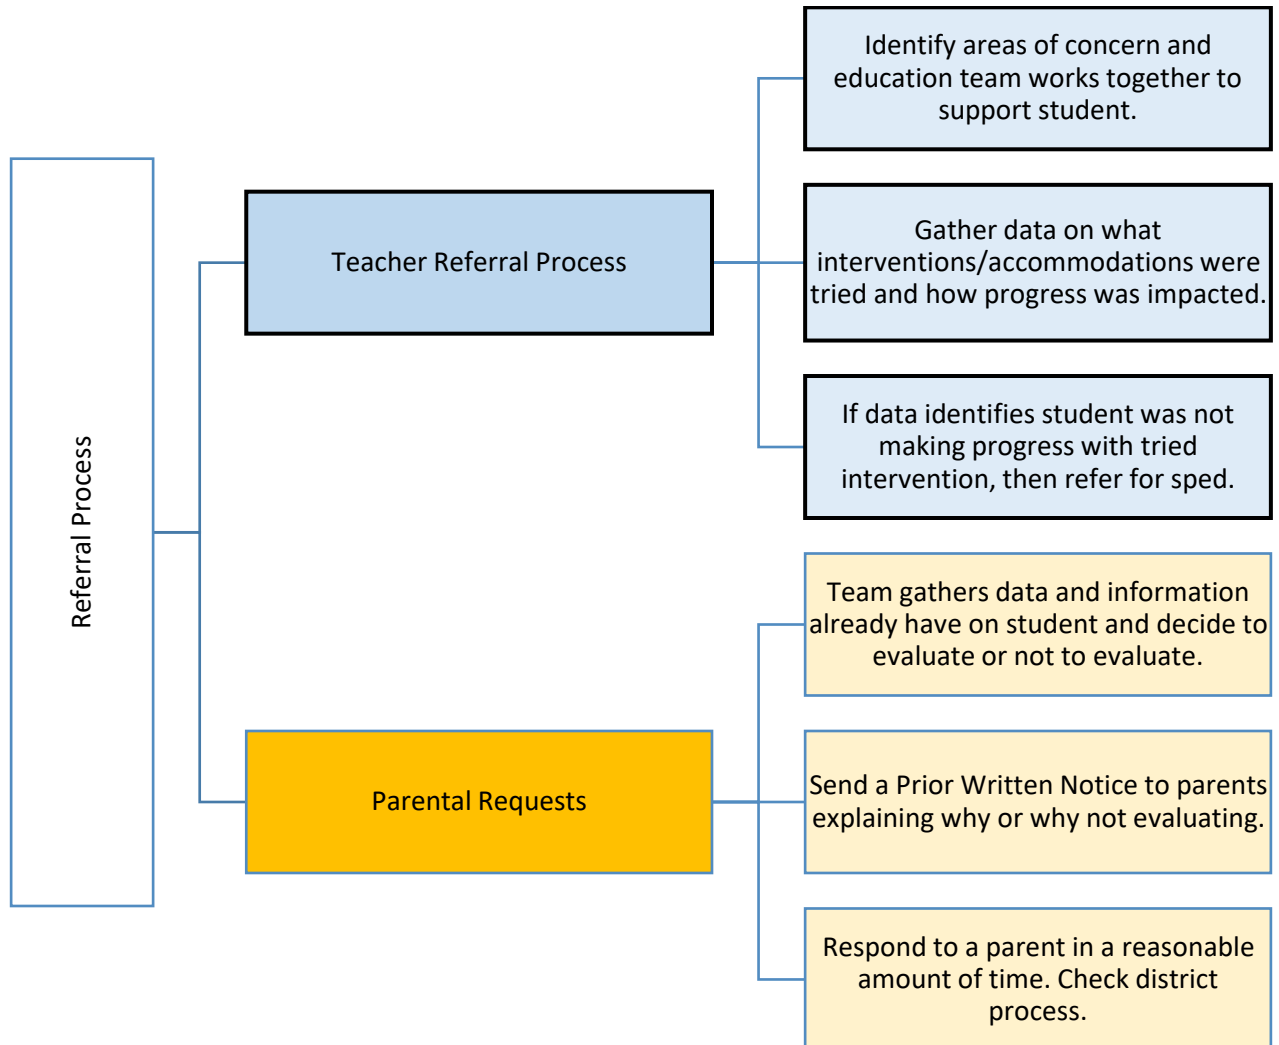 Referral Process
Teacher Referral Process
Identify areas of concern and
education team works together to
support student.
Gather data on what
interventions/accommodations were
tried and how progress was impacted.
If data identifies student was not
making progress with tried
intervention, then refer for sped.
Parental Requests
Team gathers data and information
already have on student and decide to
evaluate or not to evaluate.
Send a Prior Written Notice to parents
explaining why or why not evaluating.
Respond to a parent in a reasonable
amount of time. Check district
process.